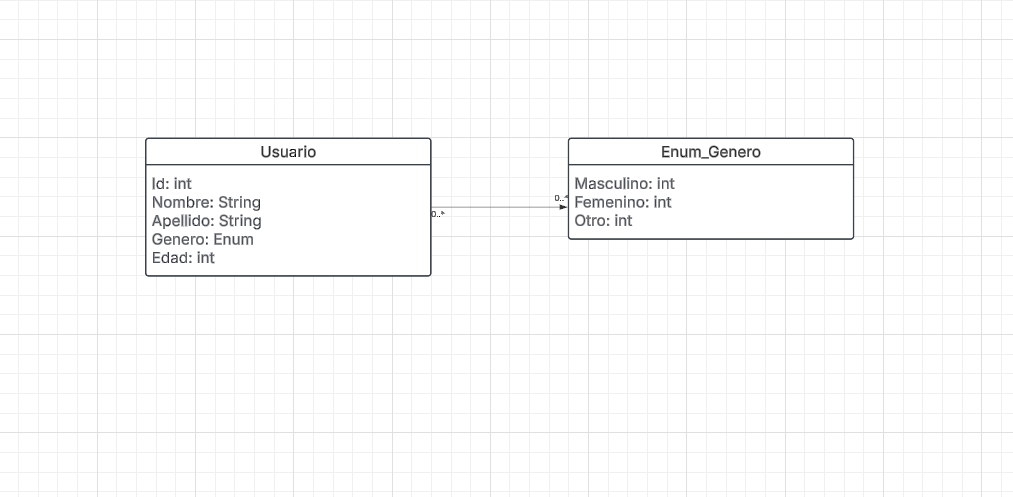 Usuario
Id: int
Nombre: String
Apellido: String
Genero: Enum
Edad: int
0..*
0..*
Enum_Genero
Masculino: int
Femenino: int
Otro: int